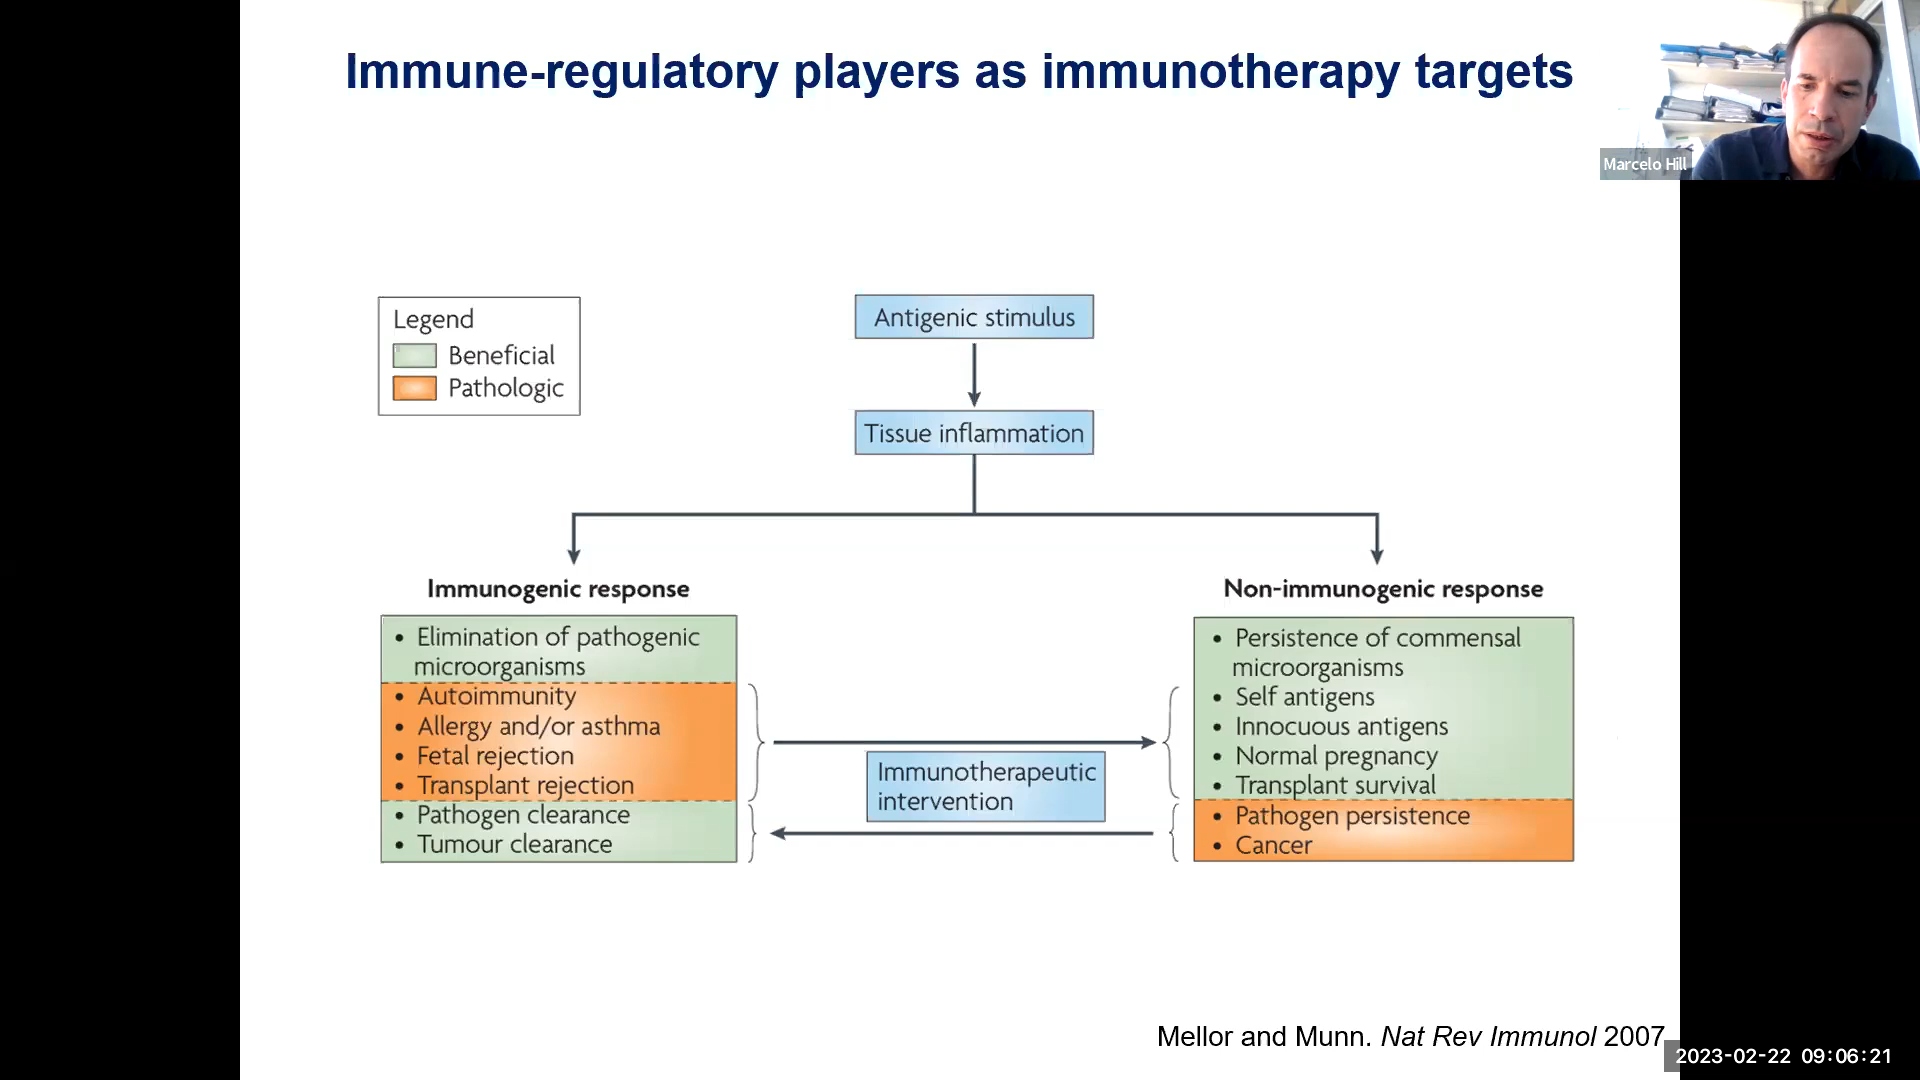 Immune-regulatory players as immunotherapy targets
Marcelo Hill
Legend
Beneficial
Pathologic
Antigenic stimulus
Tissue inflammation
Immunogenic response
• Elimination of pathogenic
microorganisms
• Autoimmunity
• Allergy and/or asthma
• Fetal rejection
• Transplant rejection
• Pathogen clearance
• Tumour clearance
Immunotherapeutic
intervention
Non-immunogenic response
• Persistence of commensal
microorganisms
• Self antigens
• Innocuous antigens
• Normal pregnancy
• Transplant survival
• Pathogen persistence
• Cancer
Mellor and Munn. Nat Rev Immunol 2007
2023-02-22 09:06:21